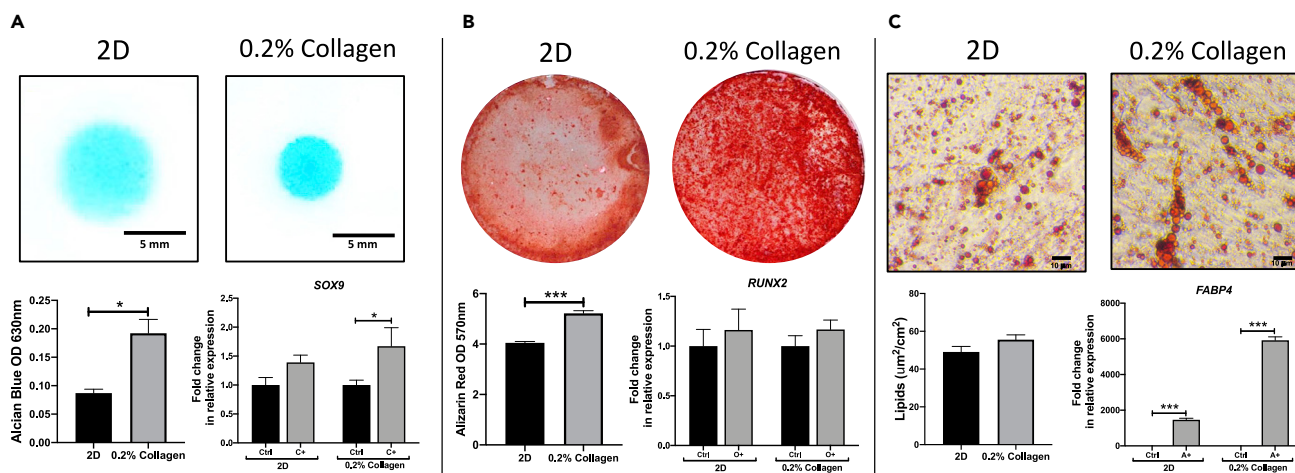 A
2D
0.2% Collagen
5 mm
5 mm
Alcian Blue OD 630nm
0.25
0.20
0.15
0.10
0.05
0.00
*
2D
0.2% Collagen
SOX9
Fold change
in relative expression
2.0
1.5
1.0
0.5
0.0
*
Ctrl
C+
Ctrl
C+
2D
0.2% Collagen
B
2D
0.2% Collagen
Alizarin Red OD 570nm
6
4
2
0
***
2D
0.2% Collagen
RUNX2
Fold change
in relative expression
1.5
1.0
0.5
0.0
Ctrl
O+
Ctrl
O+
2D
0.2% Collagen
C
2D
0.2% Collagen
10 µm
10 µm
Lipids (um²/cm²)
80
60
40
20
0
2D
0.2% Collagen
FABP4
Fold change
in relative expression
8000
6000
4000
2000
0
***
***
Ctrl
A+
Ctrl
A+
2D
0.2% Collagen